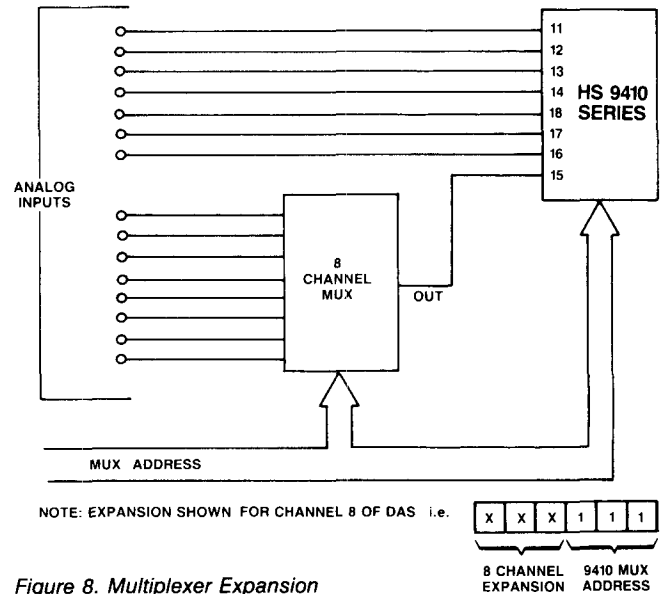 11
12
13
14
18
17
16
15
HS 9410
SERIES
ANALOG
INPUTS
8
CHANNEL
MUX
OUT
MUX ADDRESS
NOTE: EXPANSION SHOWN FOR CHANNEL 8 OF DAS i.e.
X X X 1 1 1
8 CHANNEL
EXPANSION
9410 MUX
ADDRESS
Figure 8. Multiplexer Expansion